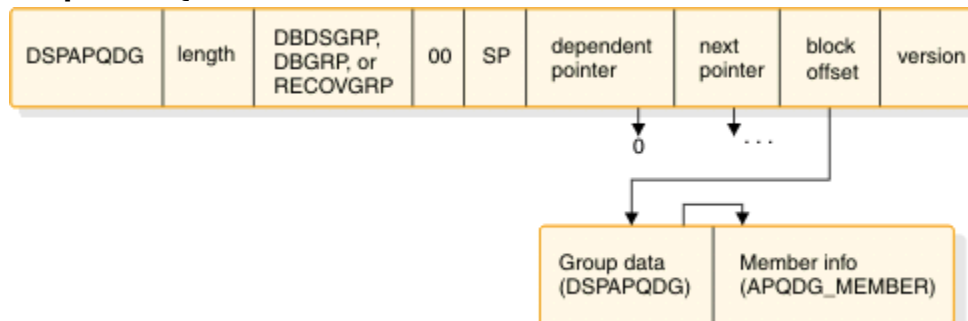 DSPAPQDG
length
DBDSGRP,
DBGRP, or
RECOVGRP
00
SP
dependent
pointer
next
pointer
block
offset
version
0
...
Group data
(DSPAPQDG)
Member info
(APQDG_MEMBER)